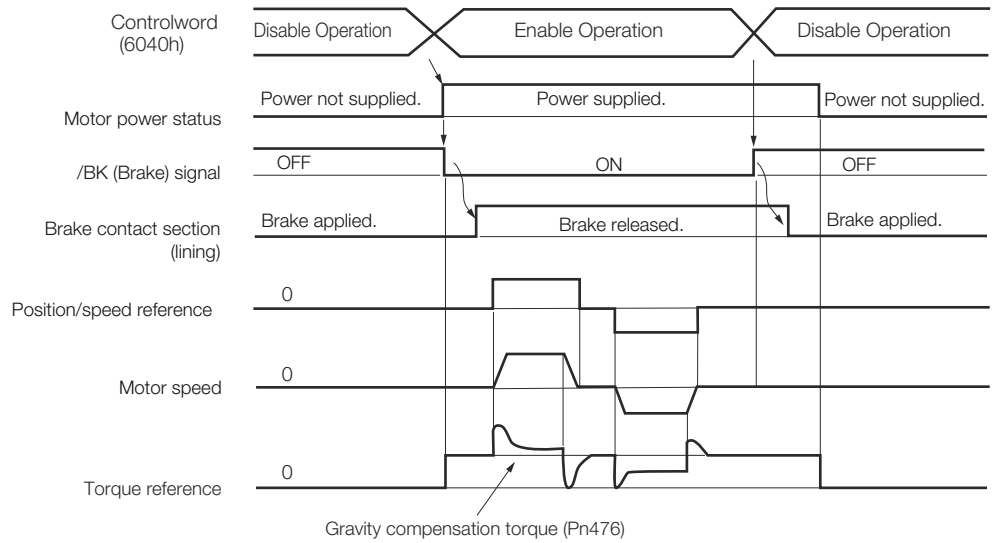 Controlword
(6040h)
Disable Operation
Enable Operation
Disable Operation
Motor power status
Power not supplied.
Power supplied.
Power not supplied.
/BK (Brake) signal
OFF
ON
OFF
Brake contact section
(lining)
Brake applied.
Brake released.
Brake applied.
Position/speed reference
0
Motor speed
0
Torque reference
0
Gravity compensation torque (Pn476)